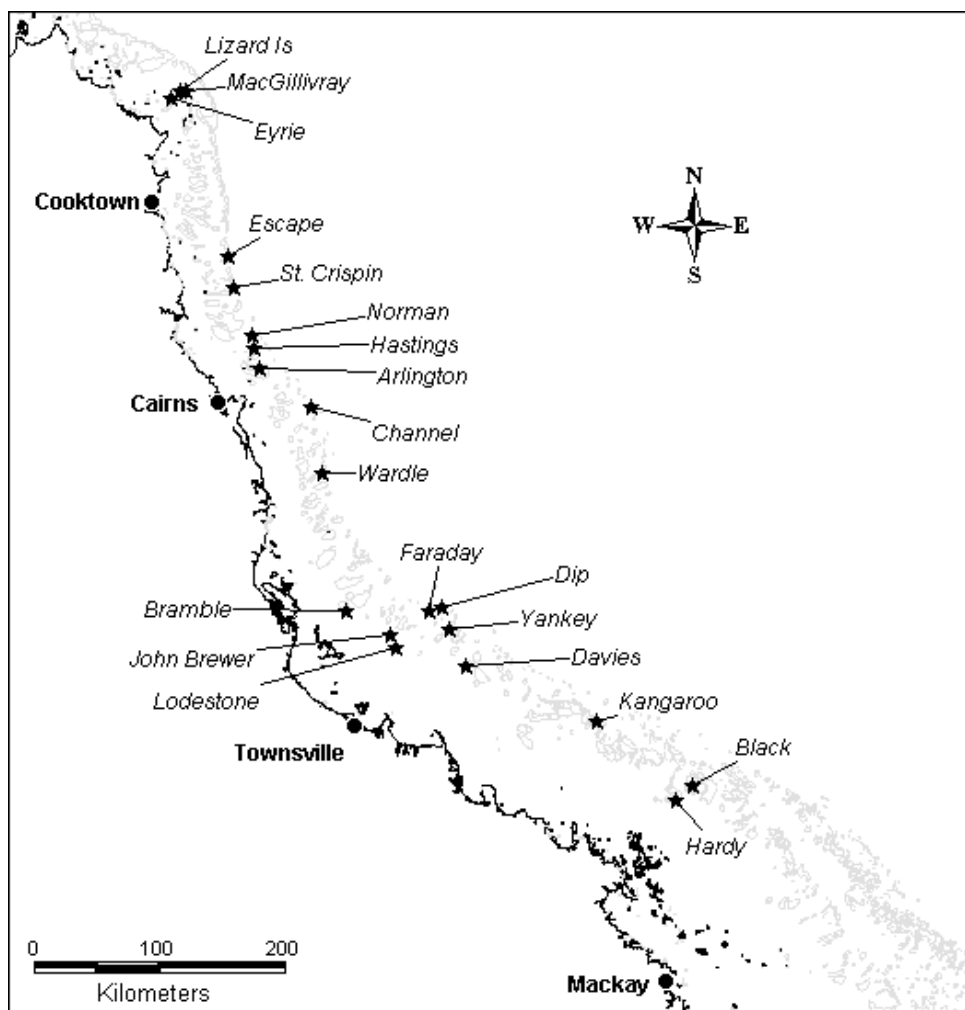 Lizard Is
MacGillivray
Eyrie
N
Cooktown
W E
Escape
S
St. Crispin
Norman
Hastings
Arlington
Cairns
Channel
Wardle
Faraday
Dip
Bramble
Yankey
John Brewer
Davies
Lodestone
Kangaroo
Townsville
Black
Hardy
0 100 200
Kilometers
Mackay